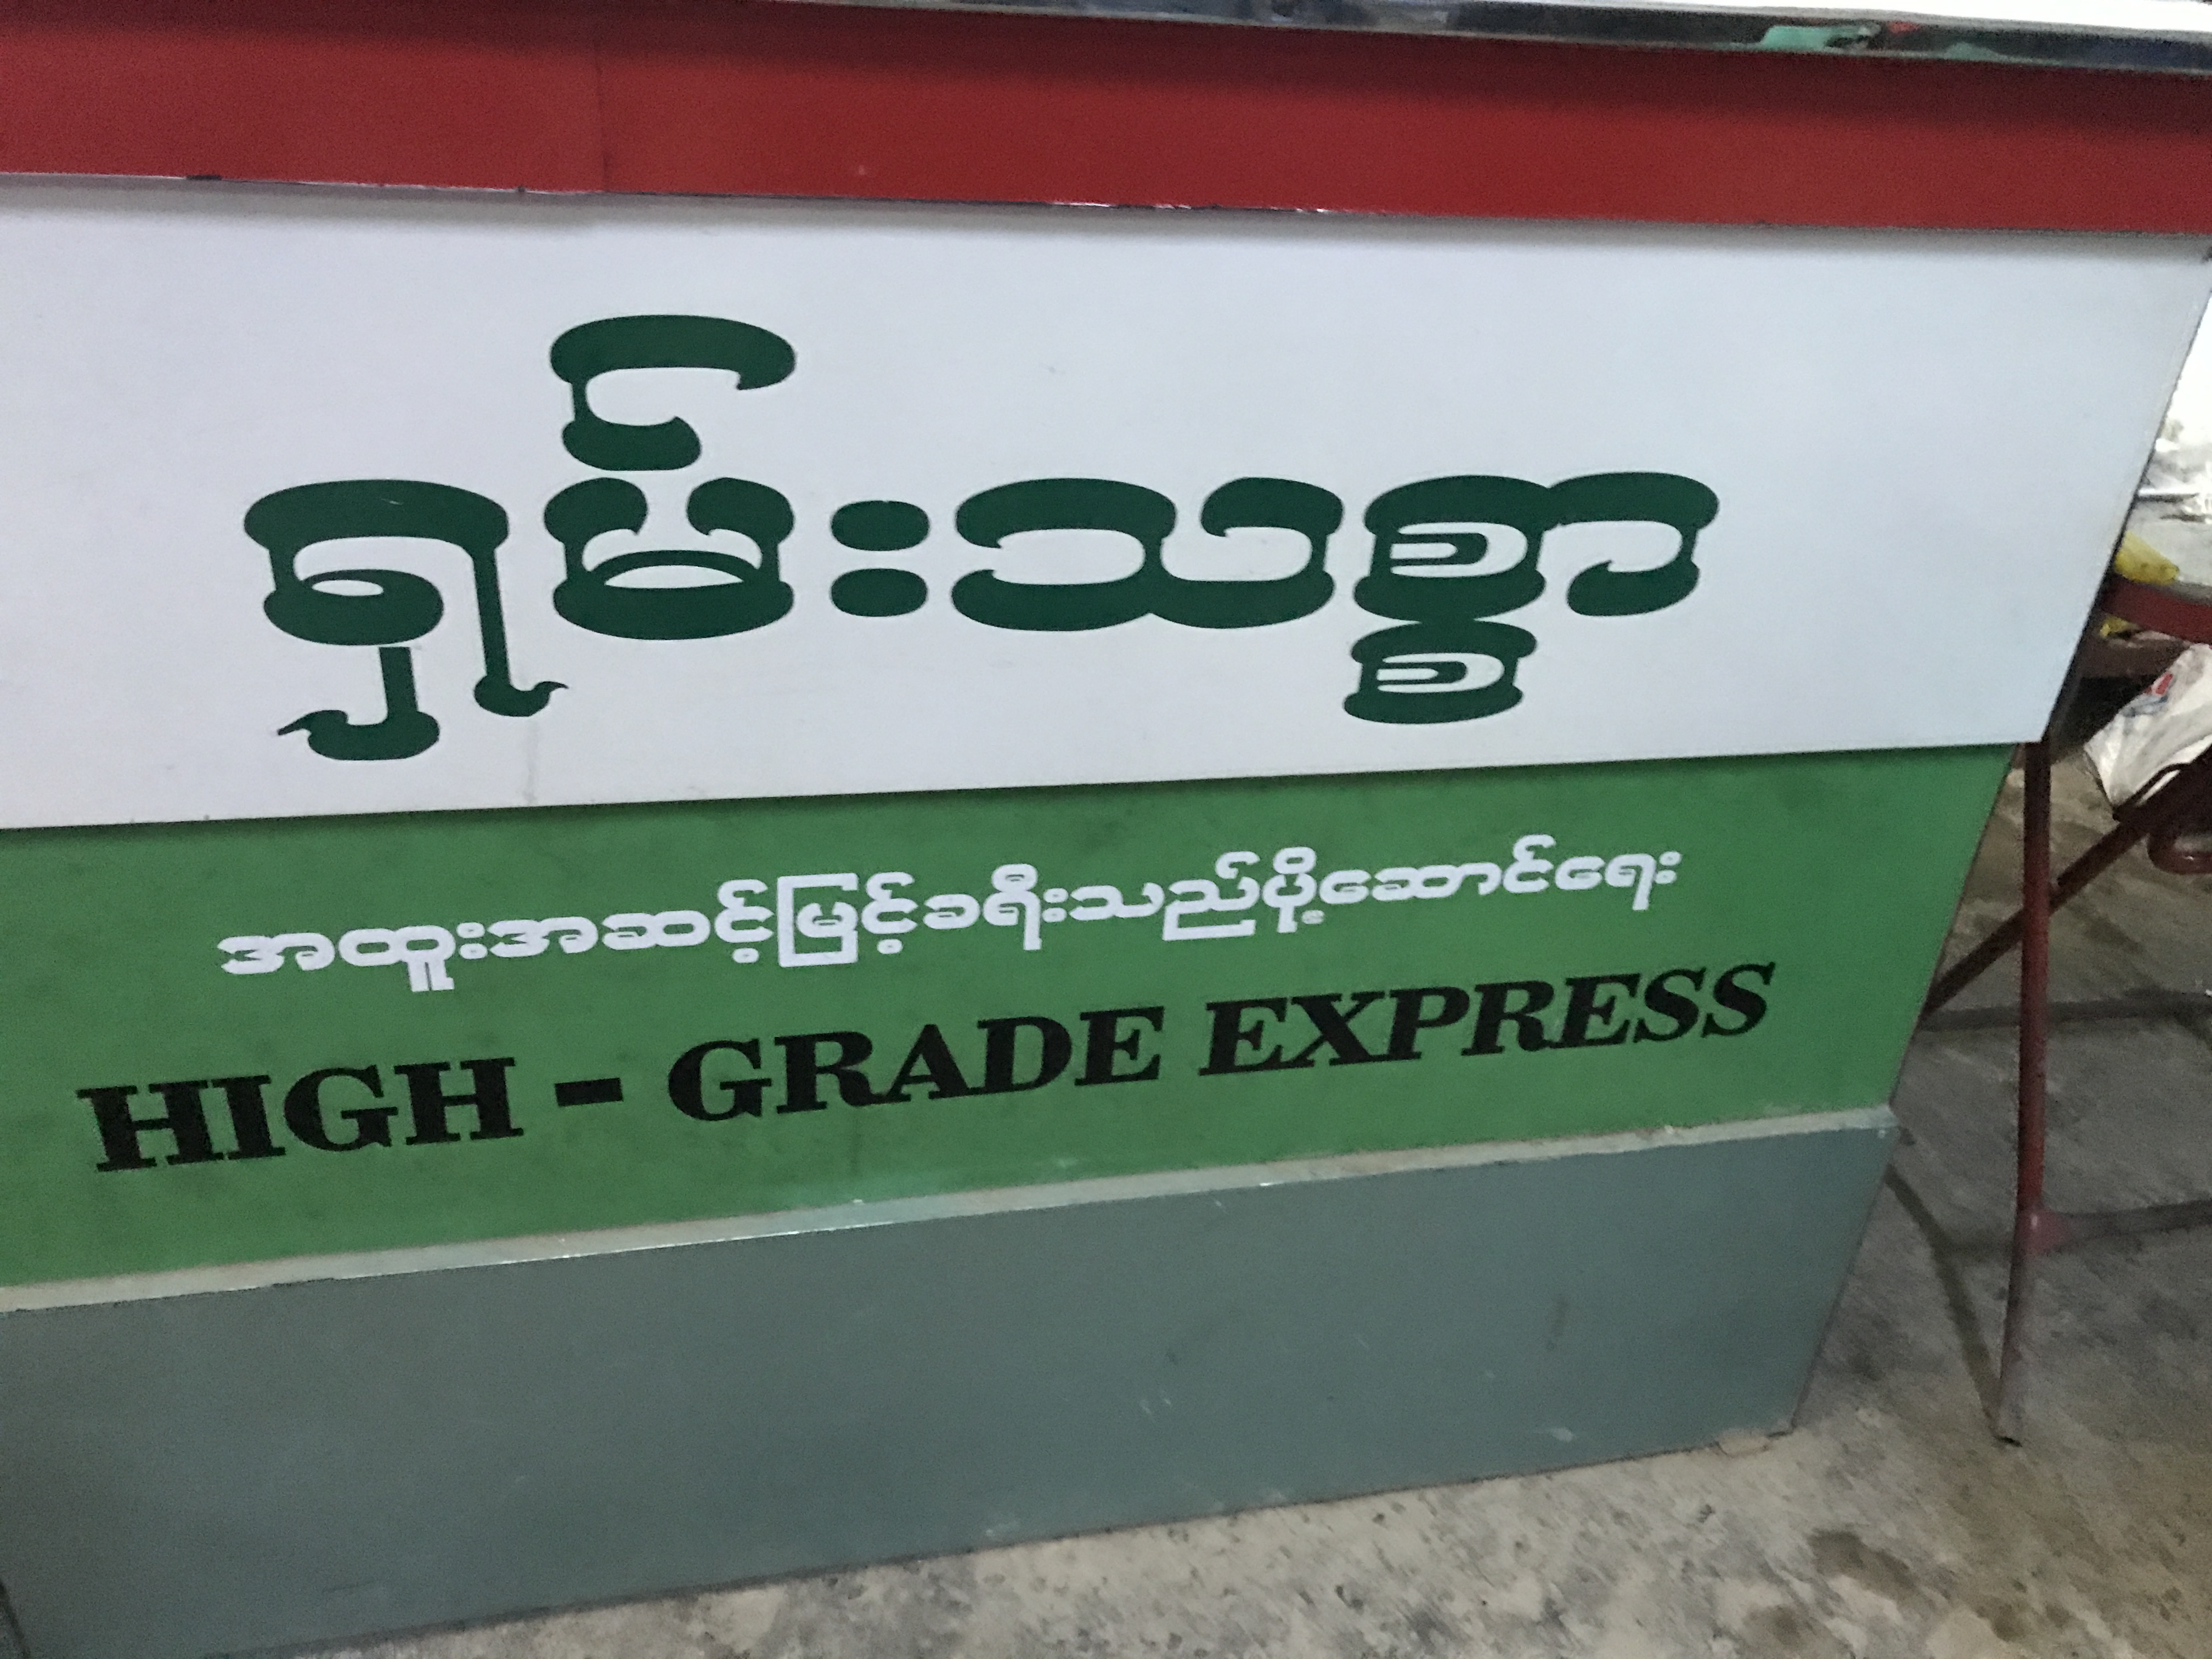 ရှမ်းသစ္စာ
အထူးအဆင့်မြင့်ခရီးသည်ပို့ဆောင်ရေး
HIGH - GRADE EXPRESS